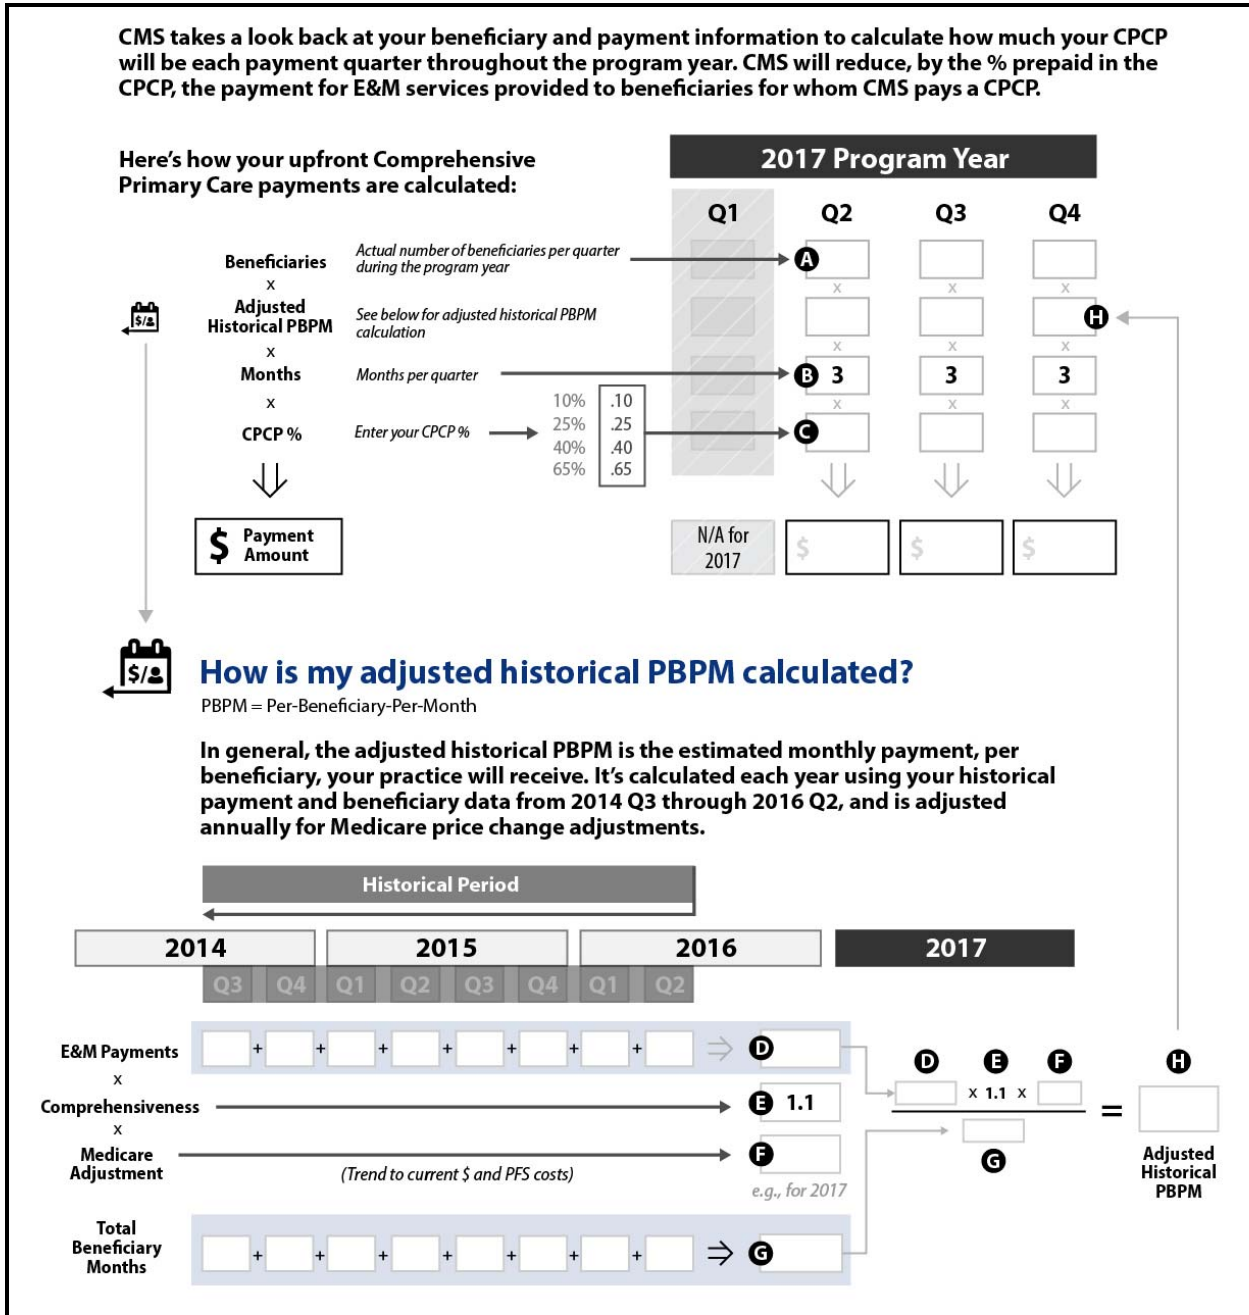 CMS takes a look back at your beneficiary and payment information to calculate how much your CPCP
will be each payment quarter throughout the program year. CMS will reduce, by the % prepaid in the
CPCP, the payment for E&M services provided to beneficiaries for whom CMS pays a CPCP.
Here's how your upfront Comprehensive
Primary Care payments are calculated:
2017 Program Year
Q1 Q2 Q3 Q4
Beneficiaries
Actual number of beneficiaries per quarter
during the program year
A
x
x x x
$/
Adjusted
Historical PBPM
See below for adjusted historical PBPM
calculation
H
x
x x x
Months
Months per quarter
B 3 3 3
x
x x x
CPCP %
Enter your CPCP %
10% .10
25% .25
40% .40
65% .65
C
$ Payment
Amount
N/A for
2017
$ $ $
$/
How is my adjusted historical PBPM calculated?
PBPM = Per-Beneficiary-Per-Month
In general, the adjusted historical PBPM is the estimated monthly payment, per
beneficiary, your practice will receive. It's calculated each year using your historical
payment and beneficiary data from 2014 Q3 through 2016 Q2, and is adjusted
annually for Medicare price change adjustments.
Historical Period
2014 2015 2016 2017
Q3 Q4 Q1 Q2 Q3 Q4 Q1 Q2
E&M Payments
+ + + + + + +
D
x
Comprehensiveness
E 1.1
x
Medicare
Adjustment
(Trend to current $ and PFS costs)
F
e.g., for 2017
Total
Beneficiary
Months
+ + + + + + +
G
D E F
x 1.1 x
G
=
H
Adjusted
Historical
PBPM